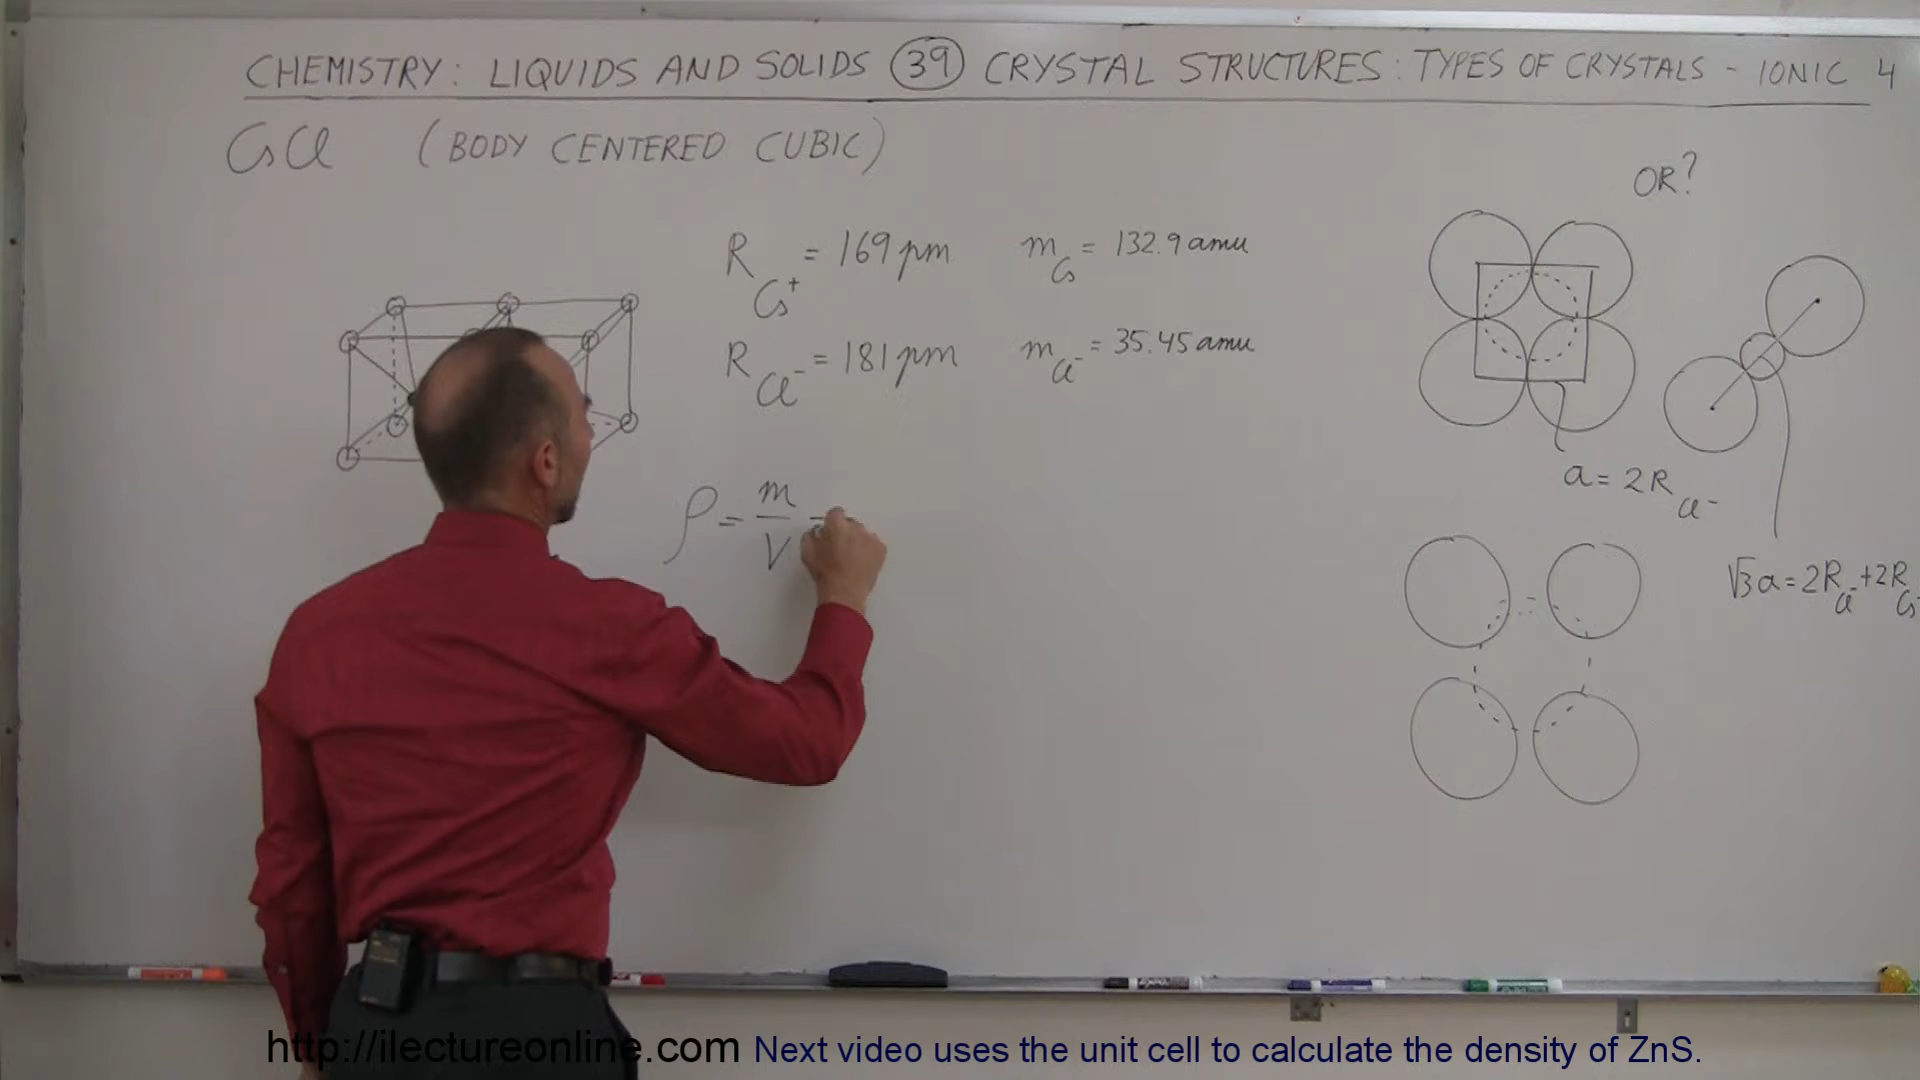 CHEMISTRY: LIQUIDS AND SOLIDS 39 CRYSTAL STRUCTURES: TYPES OF CRYSTALS - IONIC 4
CsCl (BODY CENTERED CUBIC)
OR?
R Cs+ = 169 pm m Cs = 132.9 amu
R Cl- = 181 pm m Cl- = 35.45 amu
a = 2R Cl-
ρ = m/V =
√3a = 2R Cl- + 2R Cs+
http://ilectureonline.com Next video uses the unit cell to calculate the density of ZnS.